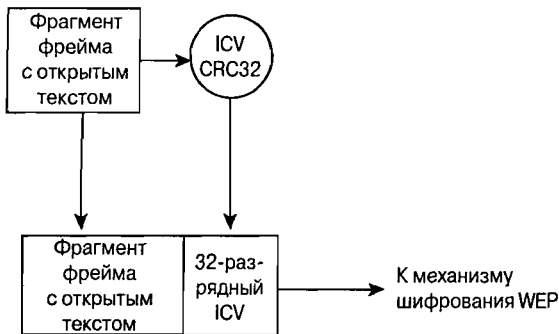 Фрагмент
фрейма
с открытым
текстом
ICV
CRC32
Фрагмент
фрейма
с открытым
текстом
32-раз-
рядный
ICV
К механизму
шифрования WEP